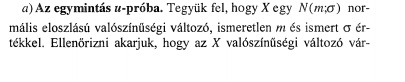 a) Az egymintás u-próba. Tegyük fel, hogy X egy N(m;σ) nor-
mális eloszlású valószínűségi változó, ismeretlen m és ismert σ ér-
tékkel. Ellenőrizni akarjuk, hogy az X valószínűségi változó vár-